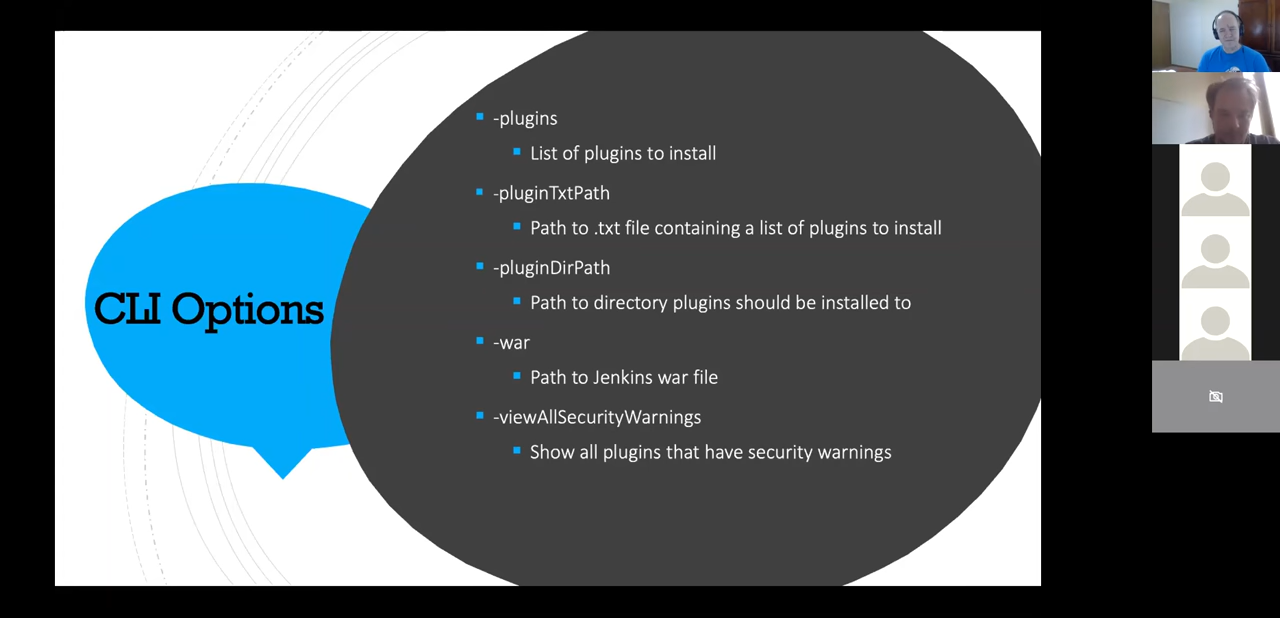 CLI Options
-plugins
List of plugins to install
-pluginTxtPath
Path to .txt file containing a list of plugins to install
-pluginDirPath
Path to directory plugins should be installed to
-war
Path to Jenkins war file
-viewAllSecurityWarnings
Show all plugins that have security warnings